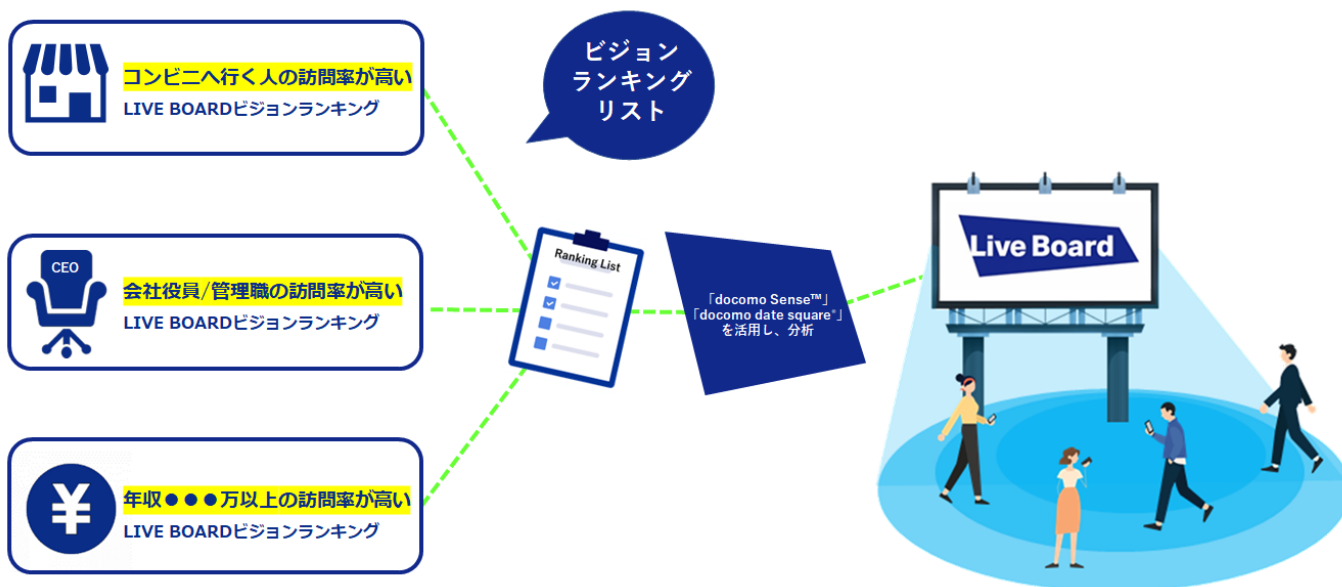 コンビニへ行く人の訪問率が高い
LIVE BOARDビジョンランキング
CEO
会社役員/管理職の訪問率が高い
LIVE BOARDビジョンランキング
¥
年収●●●万以上の訪問率が高い
LIVE BOARDビジョンランキング
ビジョン
ランキング
リスト
Ranking List
「docomo Sense™」
「docomo date square®」
を活用し、分析
Live Board